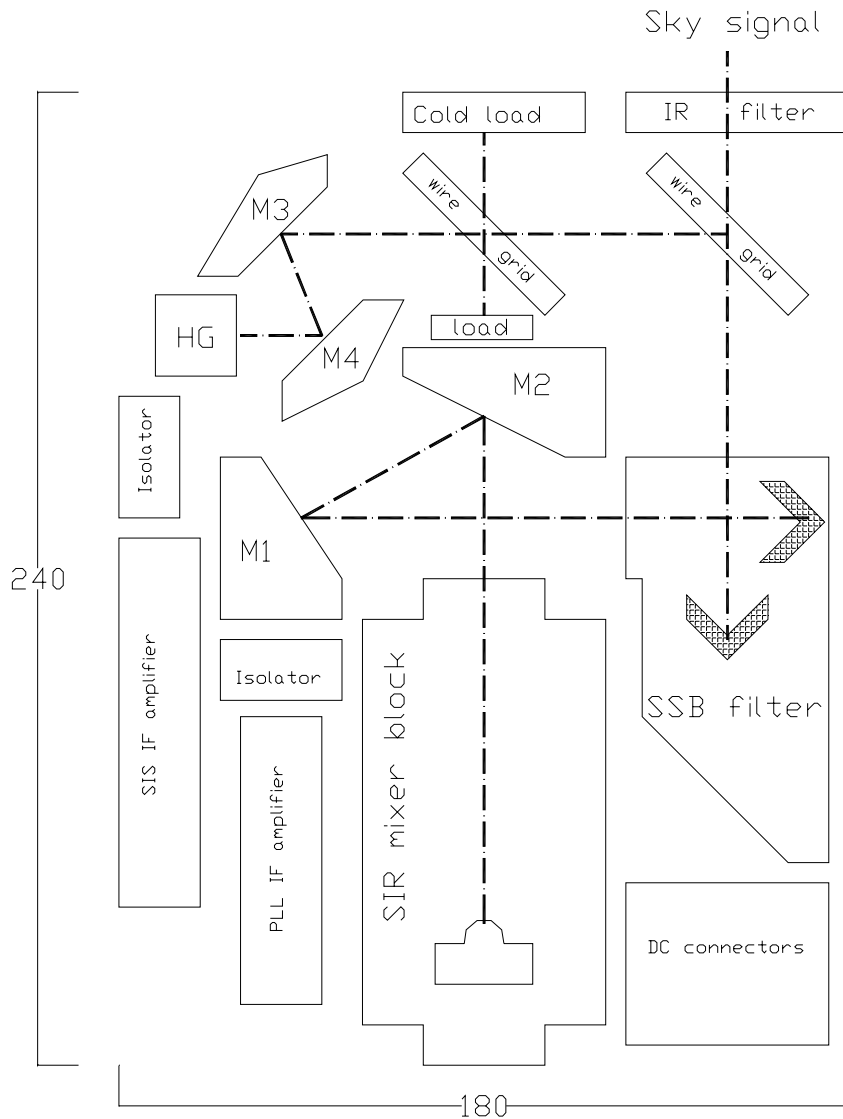 Sky signal
Cold load
IR filter
wire grid
wire grid
M3
HG
M4
load
M2
Isolator
M1
240
Isolator
SIS IF amplifier
PLL IF amplifier
SIR mixer block
SSB filter
DC connectors
180